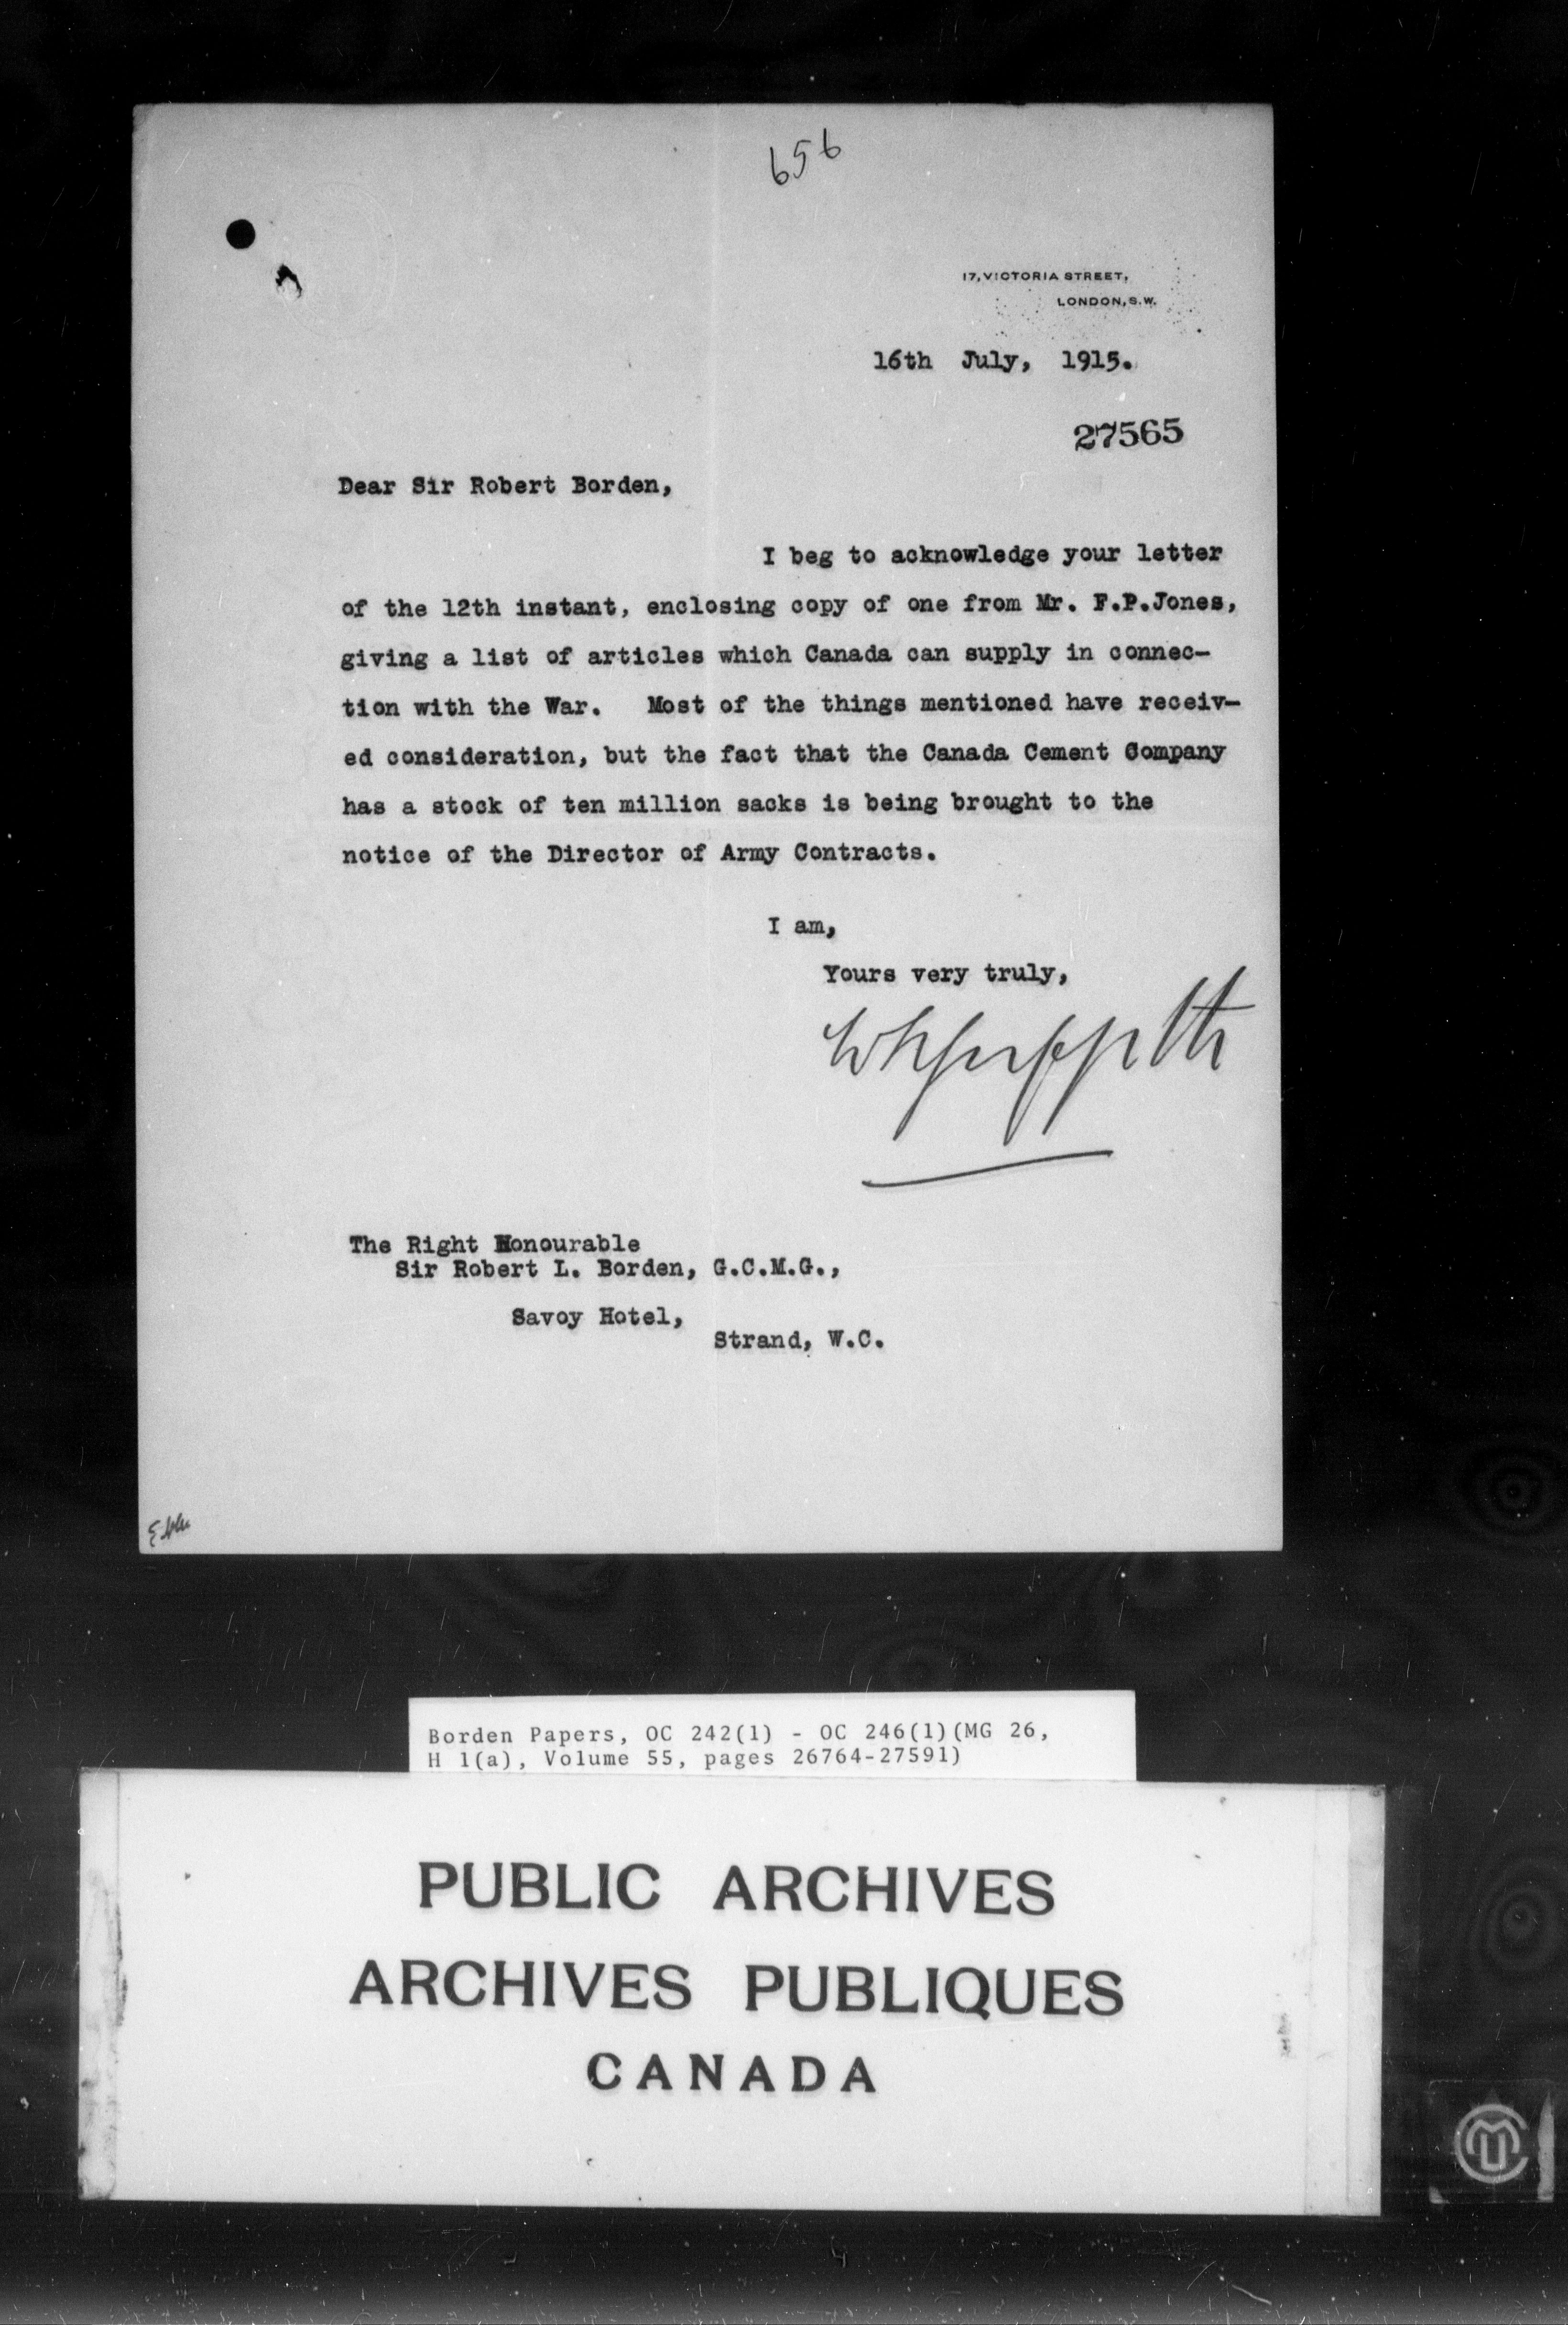 656
17, VICTORIA STREET,
LONDON, S.W.
16th July, 1915.
27565
Dear Sir Robert Borden,
I beg to acknowledge your letter
of the 12th instant, enclosing copy of one from Mr. F.P.Jones,
giving a list of articles which Canada can supply in connec-
tion with the War. Most of the things mentioned have receiv-
ed consideration, but the fact that the Canada Cement Company
has a stock of ten million sacks is being brought to the
notice of the Director of Army Contracts.
I am,
Yours very truly,
The Right Honourable
Sir Robert L. Borden, G.C.M.G.,
Savoy Hotel,
Strand, W.C.
Borden Papers, OC 242(1) - OC 246(1)(MG 26,
H 1(a), Volume 55, pages 26764-27591)
PUBLIC ARCHIVES
ARCHIVES PUBLIQUES
CANADA